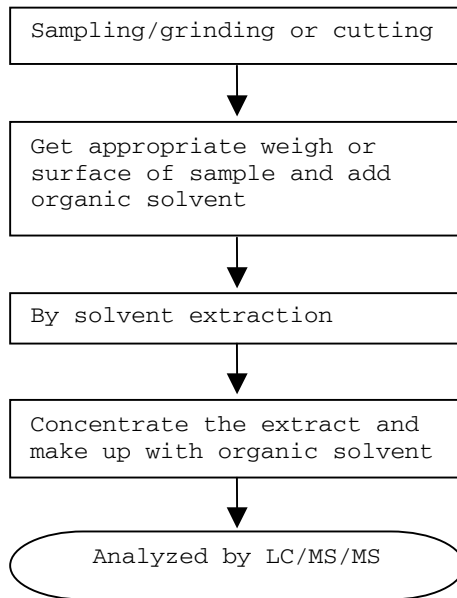 Sampling/grinding or cutting
Get appropriate weigh or
surface of sample and add
organic solvent
By solvent extraction
Concentrate the extract and
make up with organic solvent
Analyzed by LC/MS/MS